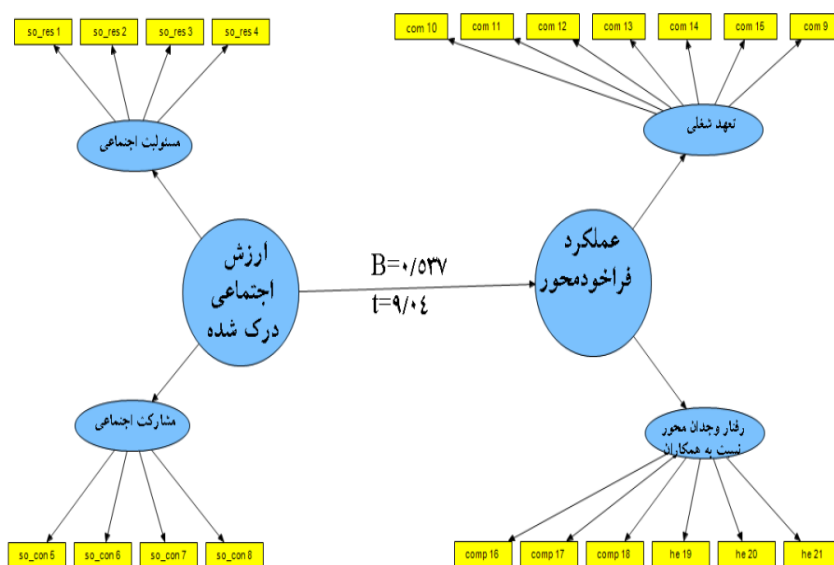 so_res 1
so_res 2
so_res 3
so_res 4
com 10
com 11
com 12
com 13
com 14
com 15
com 9
مسئولیت اجتماعی
تعهد شغلی
ارزش
اجتماعی
درک شده
B=۰/۵۳۷
t=۹/۰٤
عملکرد
فراخودمحور
مشارکت اجتماعی
رفتار وجدان محور
نسبت به همکاران
so_con 5
so_con 6
so_con 7
so_con 8
comp 16
comp 17
comp 18
he 19
he 20
he 21